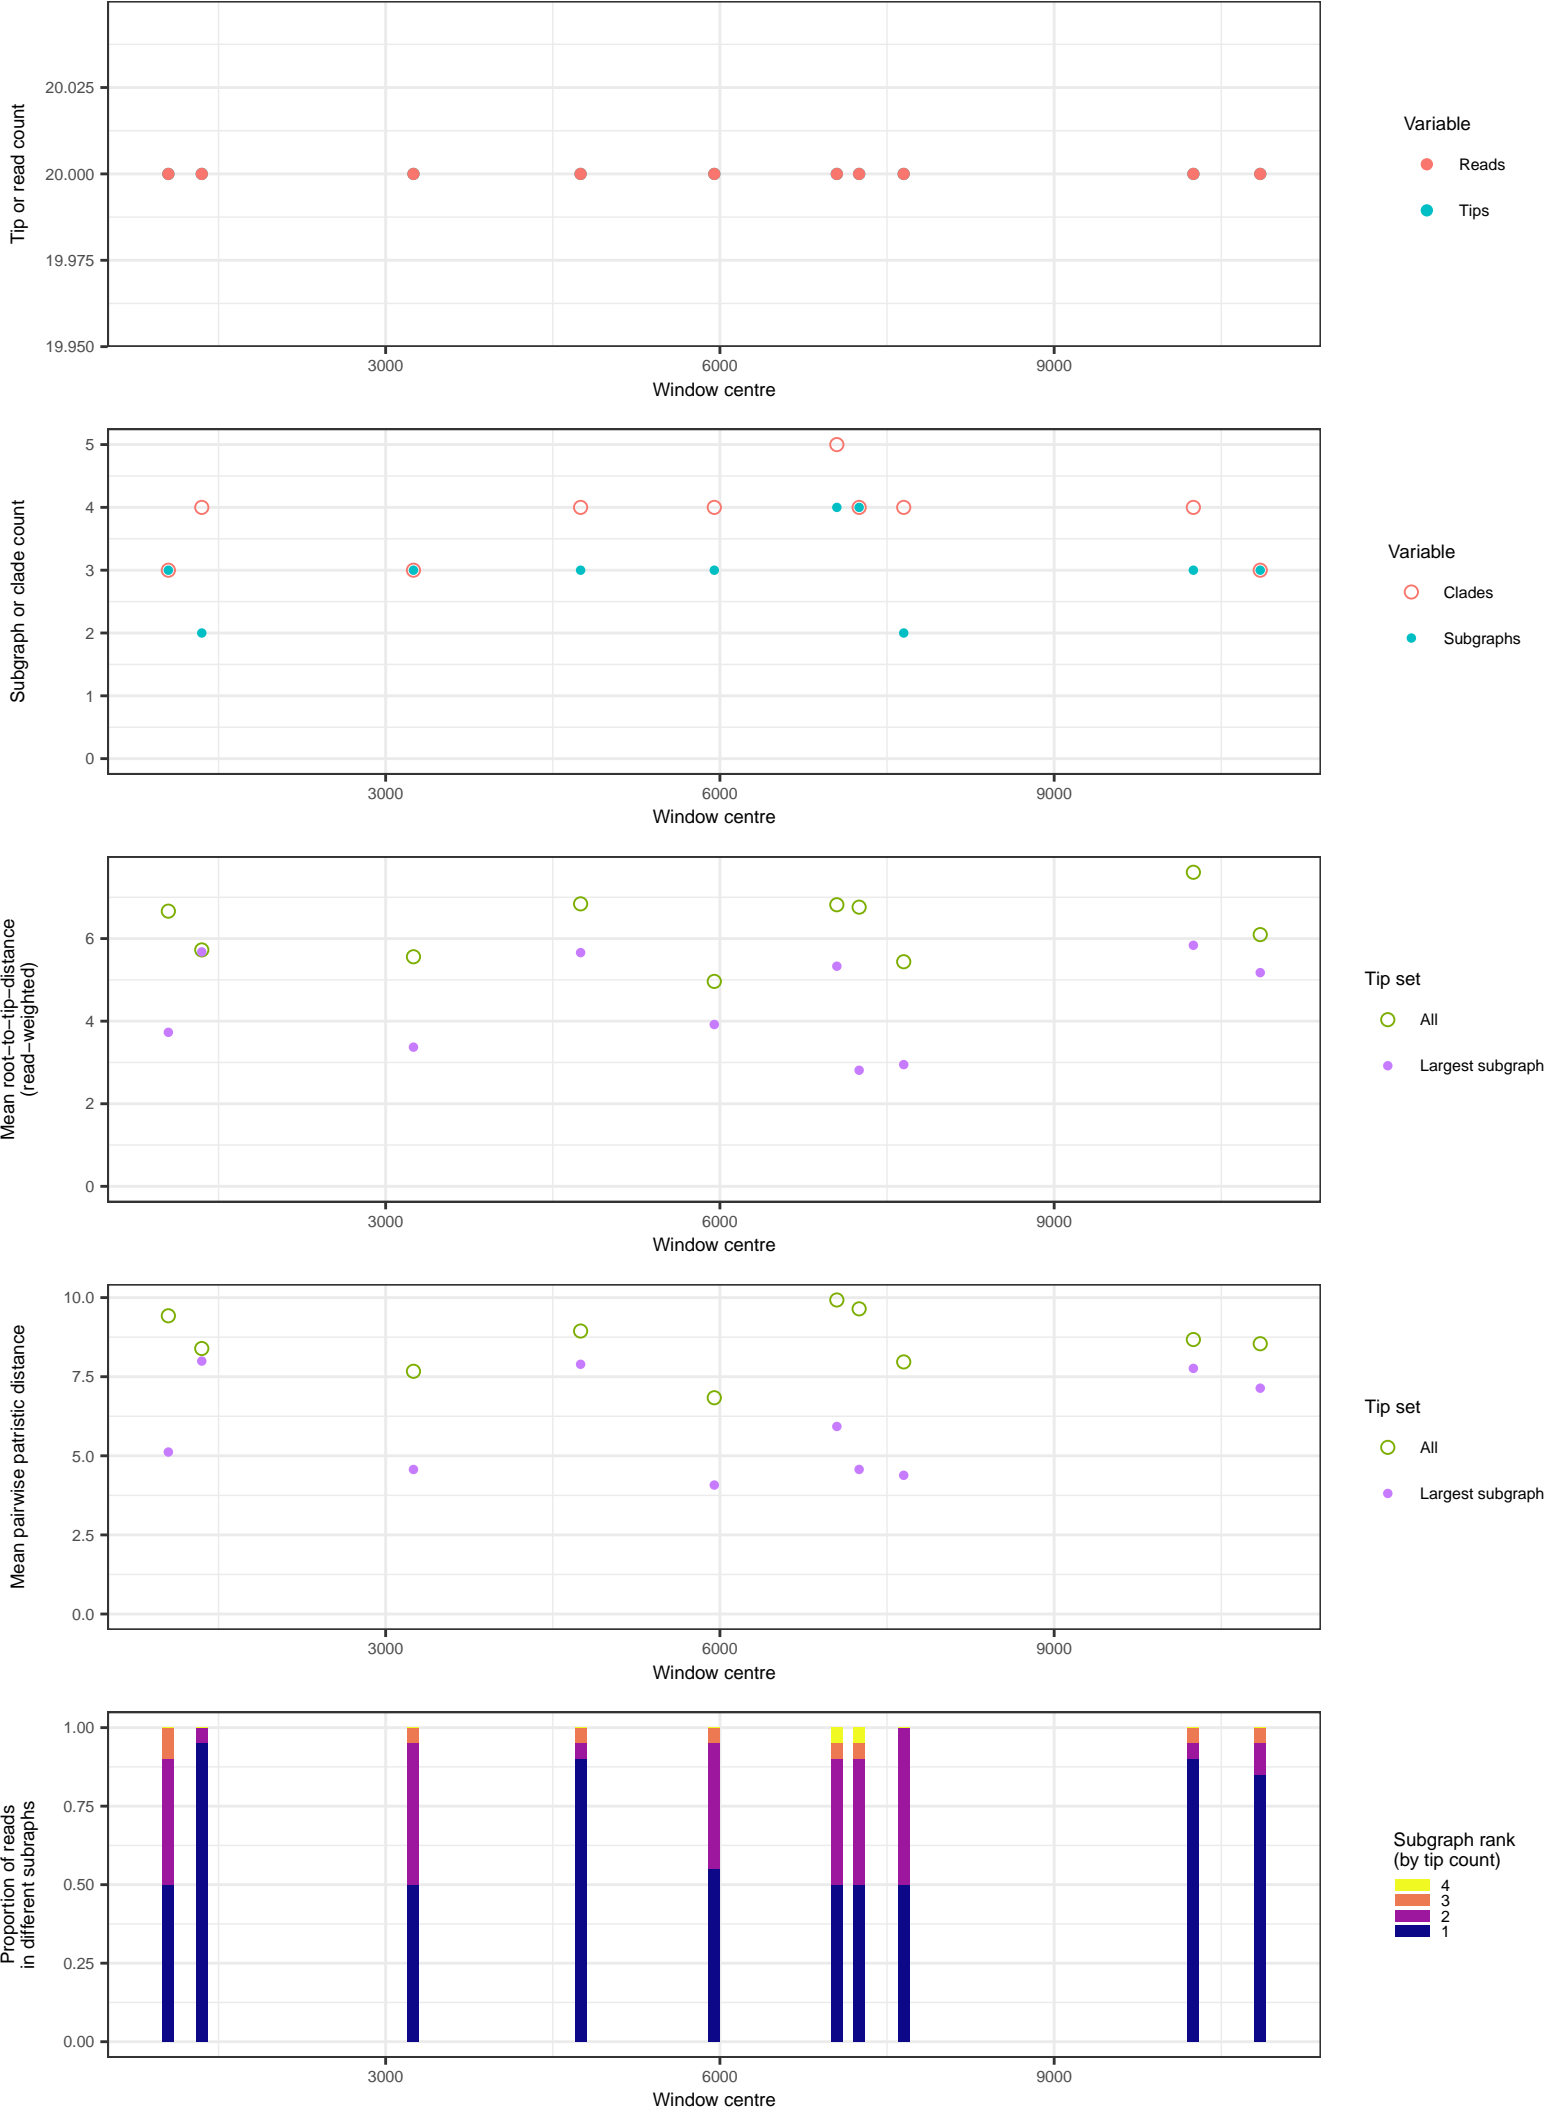 Tip or read count
20.025
20.000
19.975
19.950
3000 6000 9000
Window centre
Variable
Reads
Tips
Subgraph or clade count
5
4
3
2
1
0
3000 6000 9000
Window centre
Variable
Clades
Subgraphs
Mean root−to−tip−distance
(read−weighted)
6
4
2
0
3000 6000 9000
Window centre
Tip set
All
Largest subgraph
Mean pairwise patristic distance
10.0
7.5
5.0
2.5
0.0
3000 6000 9000
Window centre
Tip set
All
Largest subgraph
Proportion of reads
in different subraphs
1.00
0.75
0.50
0.25
0.00
3000 6000 9000
Window centre
Subgraph rank
(by tip count)
4
3
2
1